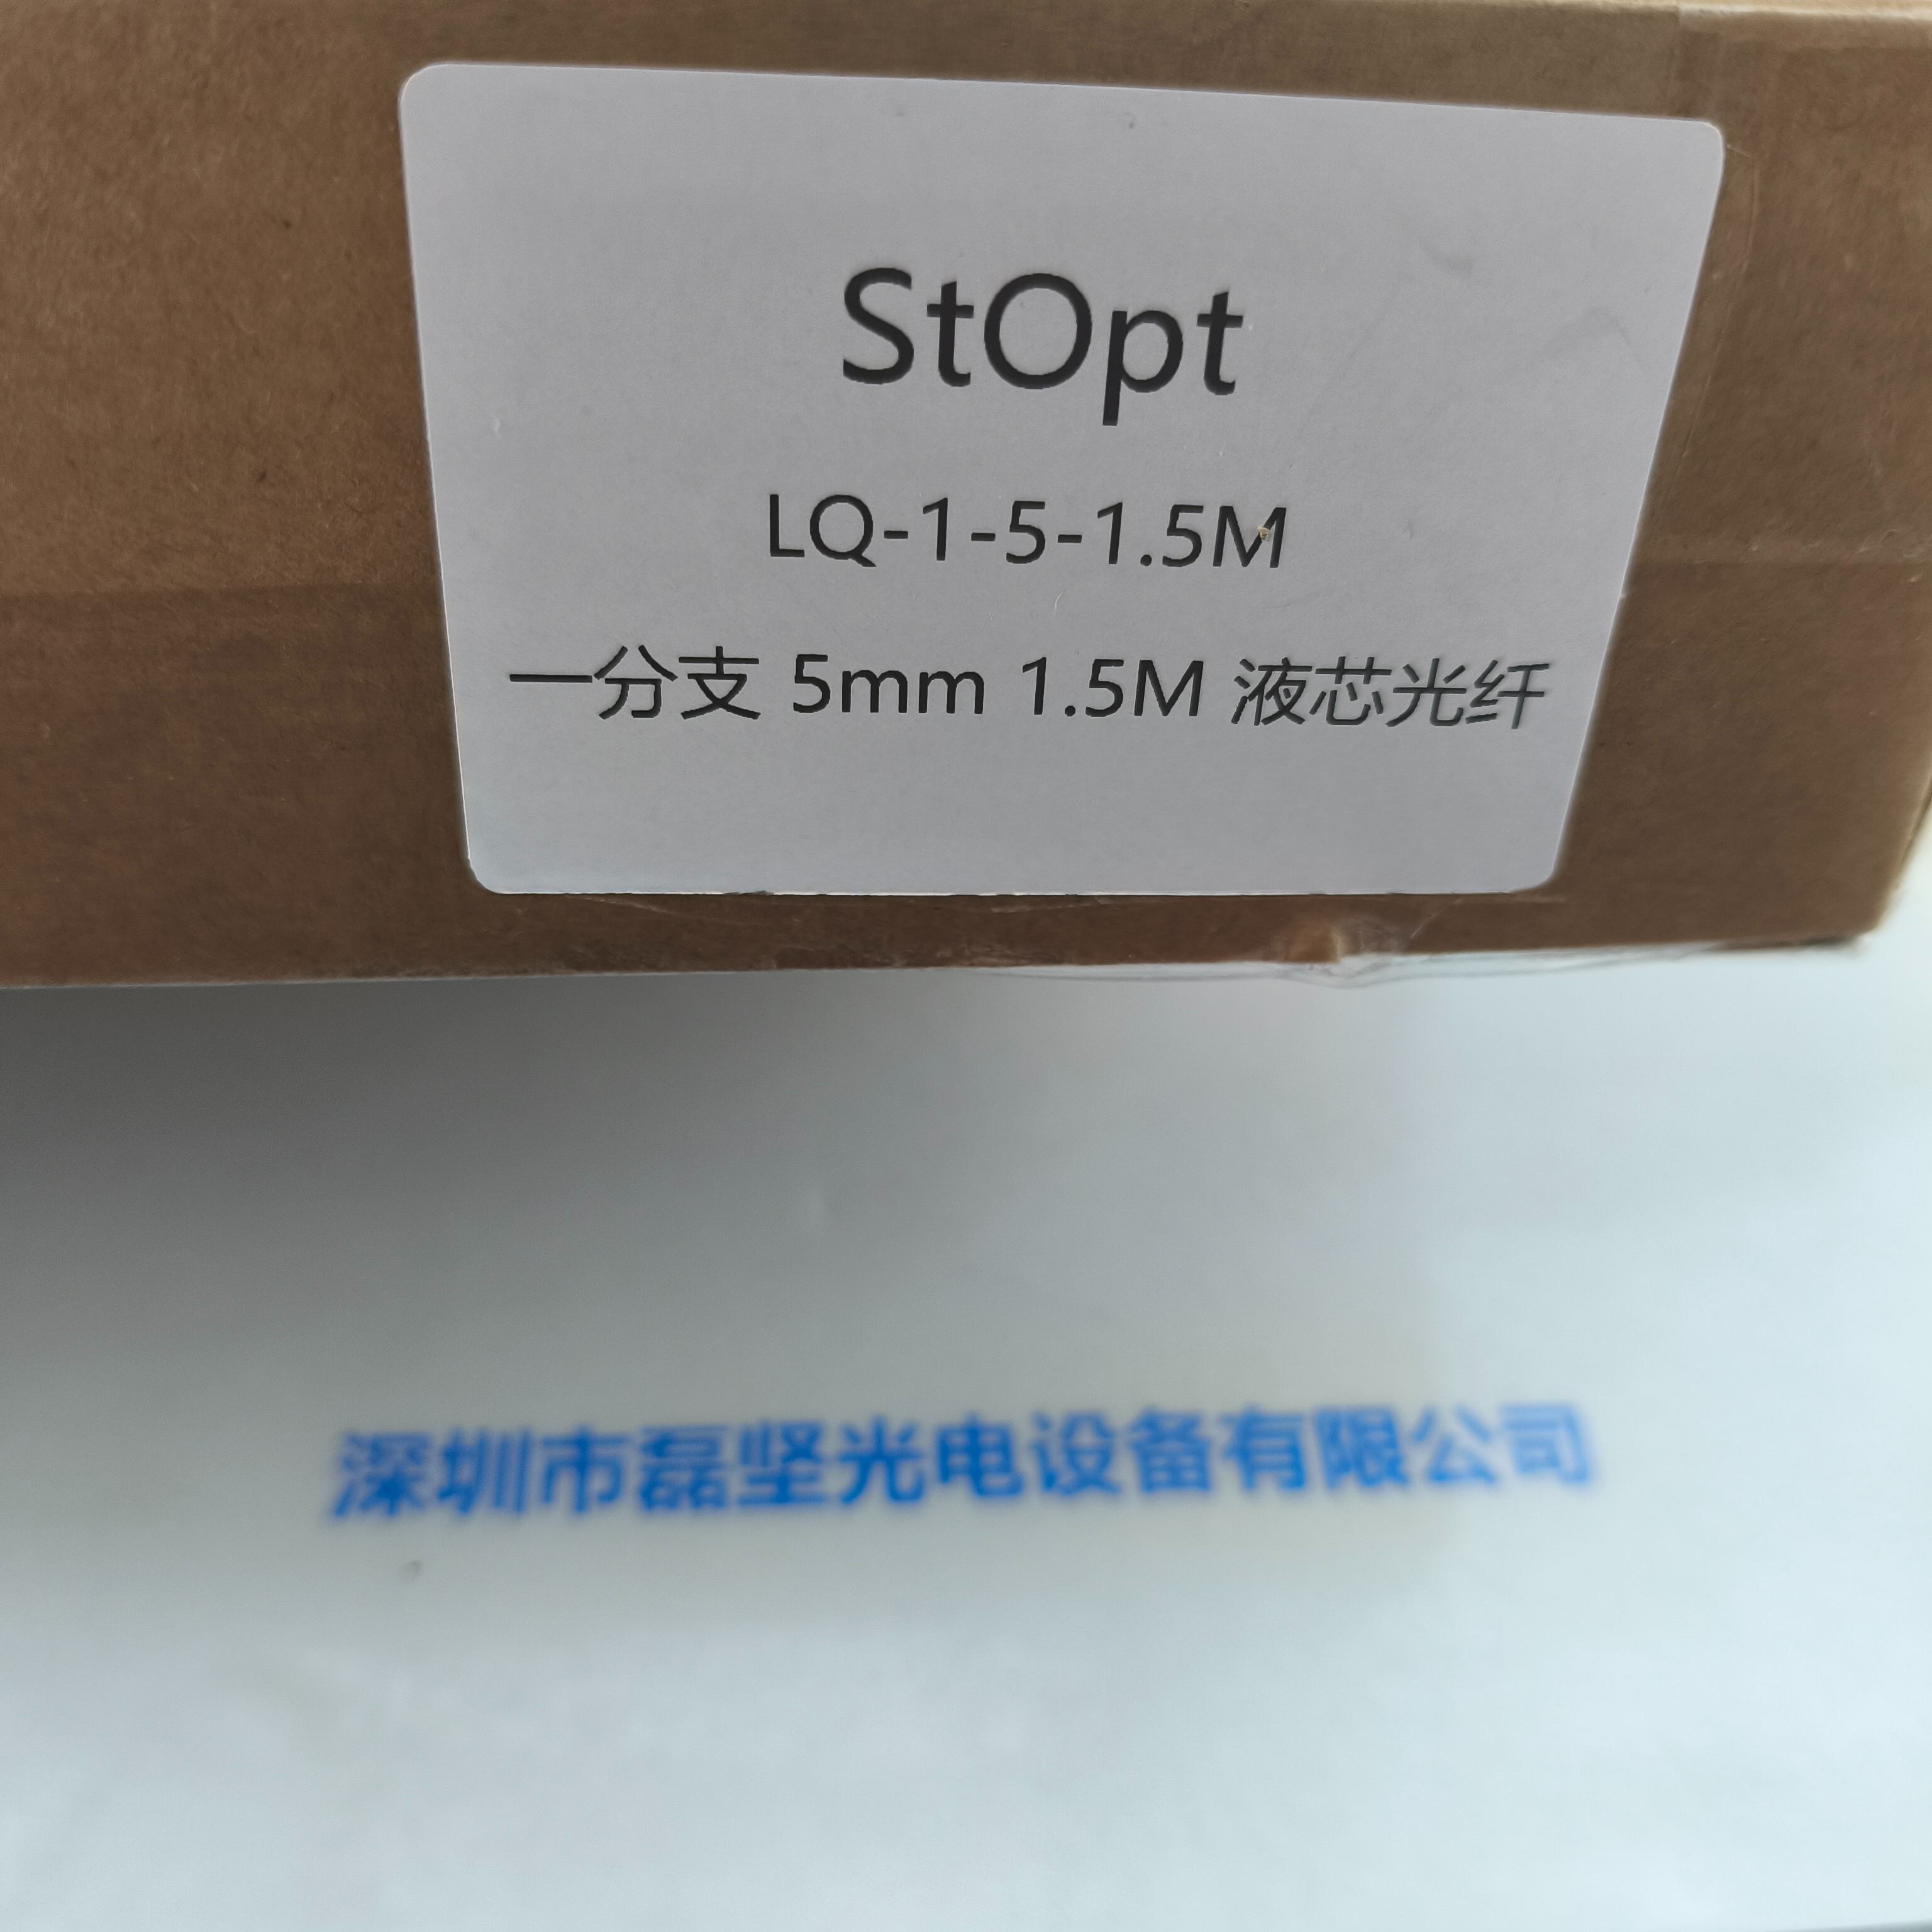 StOpt
LQ-1-5-1.5M
一分支 5mm 1.5M 液芯光纤
深圳市磊坚光电设备有限公司